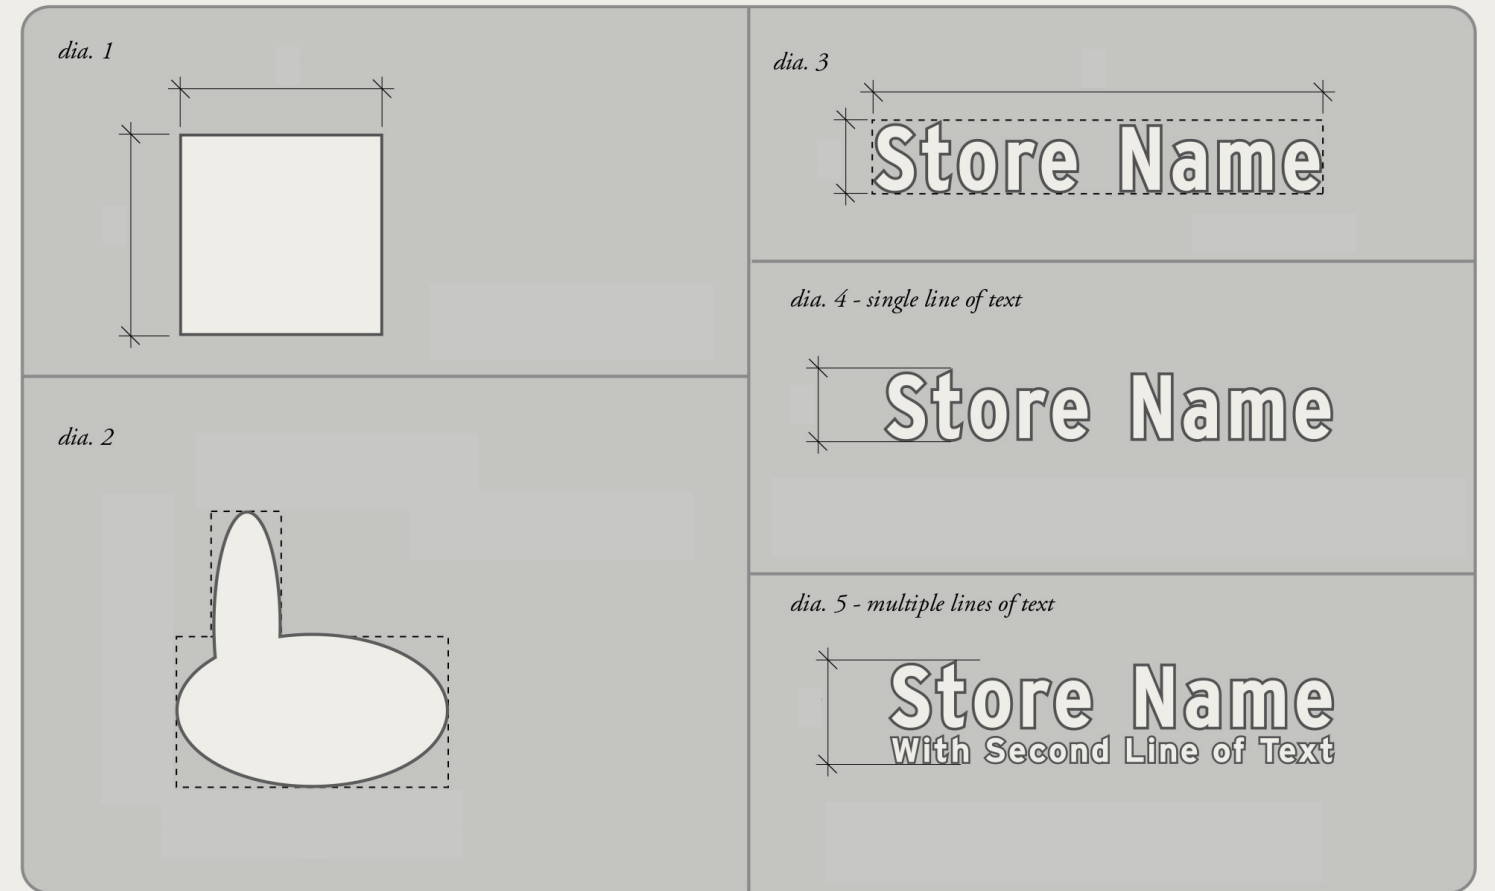 dia. 1
dia. 2
dia. 3
Store Name
dia. 4 - single line of text
Store Name
dia. 5 - multiple lines of text
Store Name
With Second Line of Text